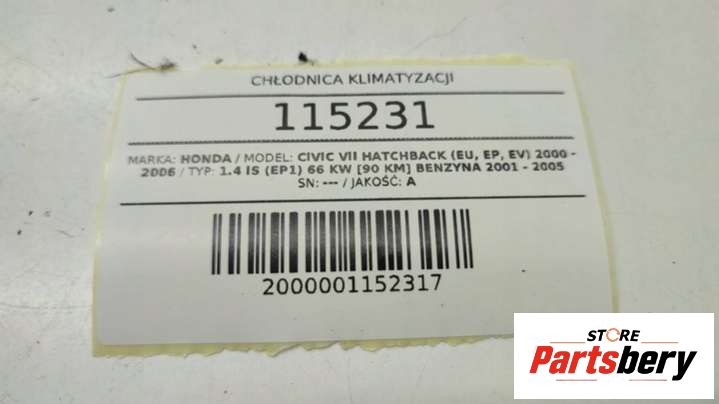 CHŁODNICA KLIMATYZACJI
115231
MARKA: HONDA / MODEL: CIVIC VII HATCHBACK (EU, EP, EV) 2000 -
2006 / TYP: 1.4 IS (EP1) 66 KW [90 KM] BENZYNA 2001 - 2005
SN: --- / JAKOŚĆ: A
2000001152317
STORE
Partsbery